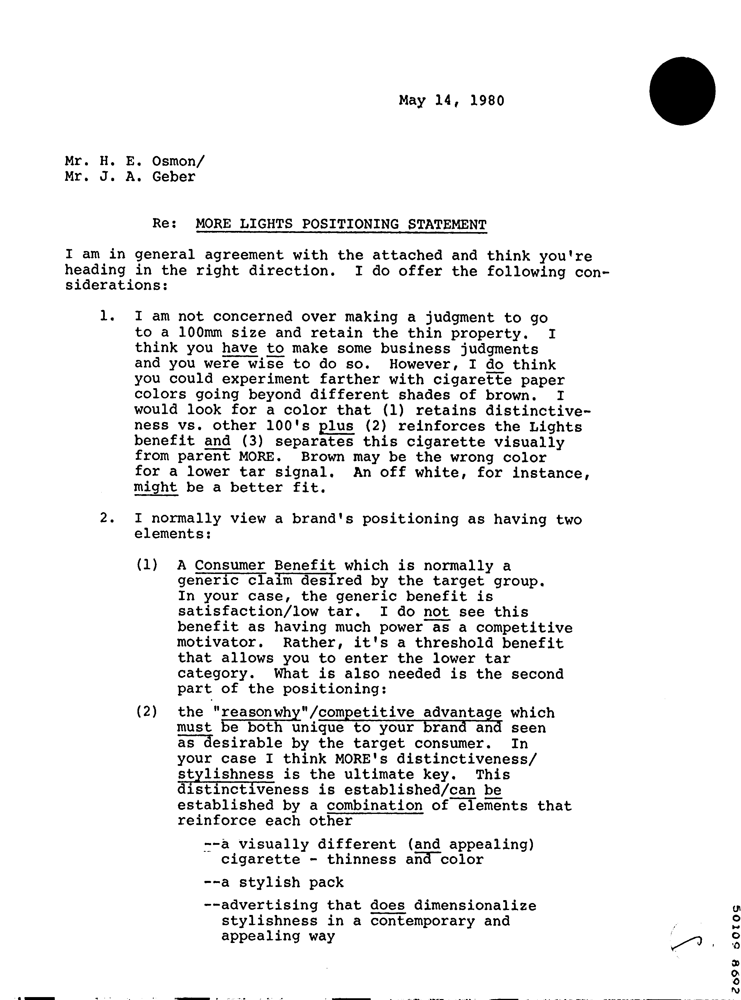 May 14, 1980
Mr. H. E. Osmon/
Mr. J. A. Geber
Re: MORE LIGHTS POSITIONING STATEMENT
I am in general agreement with the attached and think you're
heading in the right direction. I do offer the following con-
siderations:
1. I am not concerned over making a judgment to go
to a 100mm size and retain the thin property. I
think you have to make some business judgments
and you were wise to do so. However, I do think
you could experiment farther with cigarette paper
colors going beyond different shades of brown. I
would look for a color that (1) retains distinctive-
ness vs. other 100's plus (2) reinforces the Lights
benefit and (3) separates this cigarette visually
from parent MORE. Brown may be the wrong color
for a lower tar signal. An off white, for instance,
might be a better fit.
2. I normally view a brand's positioning as having two
elements:
(1) A Consumer Benefit which is normally a
generic claim desired by the target group.
In your case, the generic benefit is
satisfaction/low tar. I do not see this
benefit as having much power as a competitive
motivator. Rather, it's a threshold benefit
that allows you to enter the lower tar
category. What is also needed is the second
part of the positioning:
(2) the "reasonwhy"/competitive advantage which
must be both unique to your brand and seen
as desirable by the target consumer. In
your case I think MORE's distinctiveness/
stylishness is the ultimate key. This
distinctiveness is established/can be
established by a combination of elements that
reinforce each other
--a visually different (and appealing)
cigarette - thinness and color
--a stylish pack
--advertising that does dimensionalize
stylishness in a contemporary and
appealing way
50109 8692